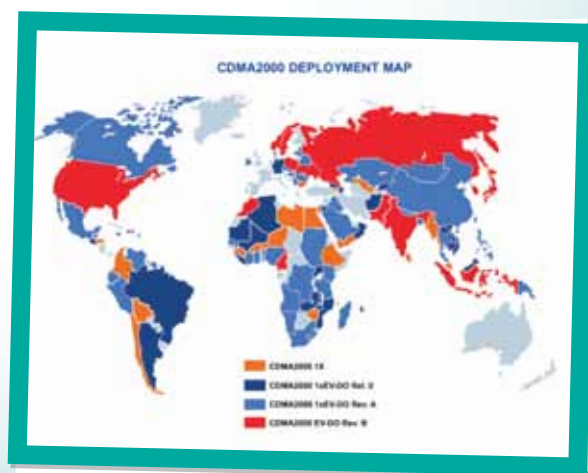 CDMA2000 DEPLOYMENT MAP
CDMA2000 1X
CDMA2000 1xEV-DO Rel. 0
CDMA2000 1xEV-DO Rev. A
CDMA2000 EV-DO Rev. B